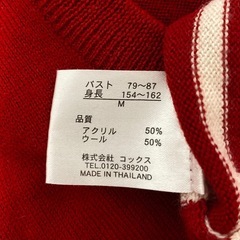 バスト 79〜87
身長 154〜162
M
品質
アクリル 50%
ウール 50%
株式会社 コックス
TEL.0120-399200
MADE IN THAILAND